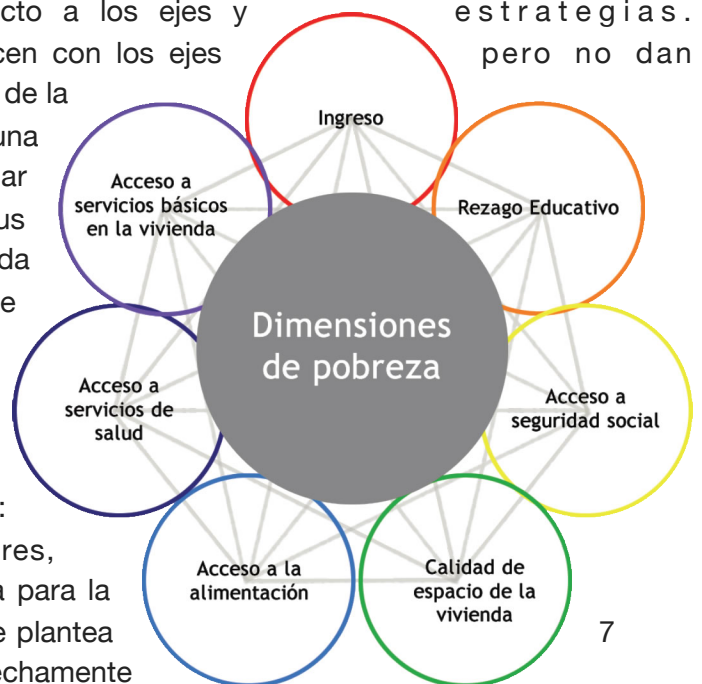 cto a los ejes y estrategias.
cen con los ejes pero no dan
de la
una
ar
us
da
e
:
res,
a para la
e plantea
echamente
Ingreso
Rezago Educativo
Acceso a
seguridad social
Calidad de
espacio de la
vivienda
Acceso a la
alimentación
Acceso a
servicios de
salud
Acceso a
servicios básicos
en la vivienda
Dimensiones
de pobreza
7